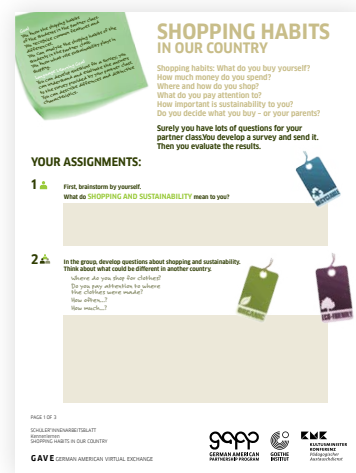 SHOPPING HABITS
IN OUR COUNTRY
Shopping habits: What do you buy yourself?
How much money do you spend?
Where and how do you shop?
What do you pay attention to?
How important is sustainability to you?
Do you decide what you buy – or your parents?
Surely you have lots of questions for your
partner class.You develop a survey and send it.
Then you evaluate the results.
YOUR ASSIGNMENTS:
1
First, brainstorm by yourself.
What do SHOPPING AND SUSTAINABILITY mean to you?
NATURAL
2
In the group, develop questions about shopping and sustainability.
Think about what could be different in another country.
Where do you shop for clothes?
Do you pay attention to where
the clothes were made?
How often...?
How much...?
ORGANIC
ECO-FRIENDLY
PAGE 1 OF 3
SCHÜLER*INNENARBEITSBLATT
Kennenlernen
SHOPPING HABITS IN OUR COUNTRY
GAVE GERMAN AMERICAN VIRTUAL EXCHANGE
gapp
GERMAN AMERICAN
PARTNERSHIP PROGRAM
GOETHE
INSTITUT
KMK
KULTUSMINISTER
KONFERENZ
Pädagogischer
Austauschdienst